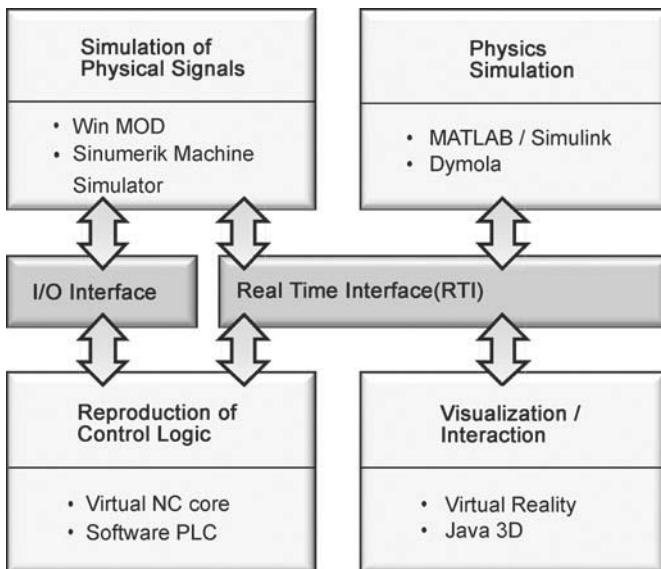 Simulation of
Physical Signals
• Win MOD
• Sinumerik Machine
Simulator
Physics
Simulation
• MATLAB / Simulink
• Dymola
I/O Interface
Real Time Interface(RTI)
Reproduction of
Control Logic
• Virtual NC core
• Software PLC
Visualization /
Interaction
• Virtual Reality
• Java 3D